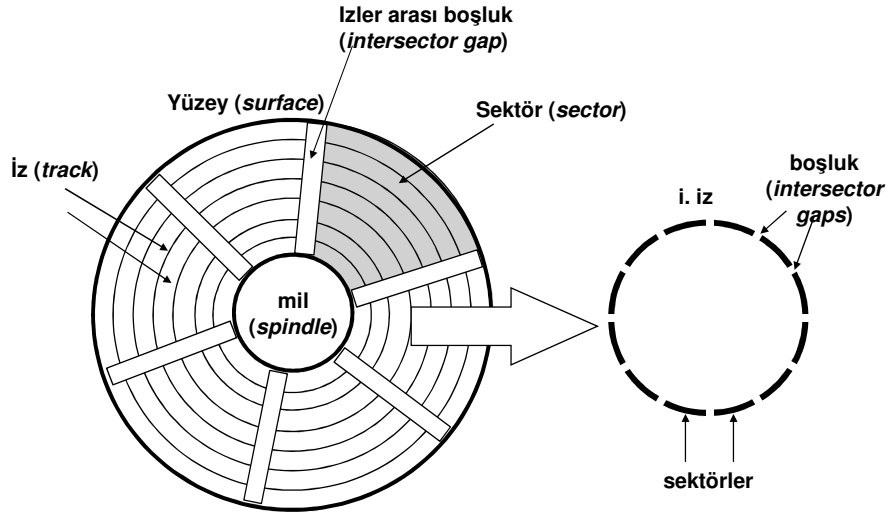 Izler arası boşluk
(intersector gap)
Yüzey (surface)
Sektör (sector)
İz (track)
boşluk
(intersector
gaps)
i. iz
mil
(spindle)
sektörler